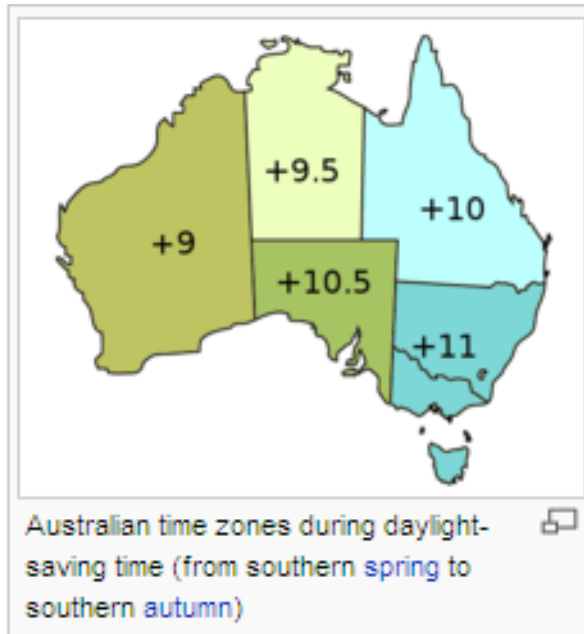 +9.5
+10
+9
+10.5
+11
Australian time zones during daylight-
saving time (from southern spring to
southern autumn)